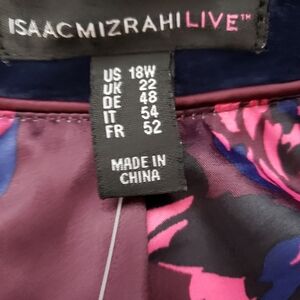 ISAACMIZRAHILIVE™
US 18W
UK 22
DE 48
IT 54
FR 52
MADE IN
CHINA